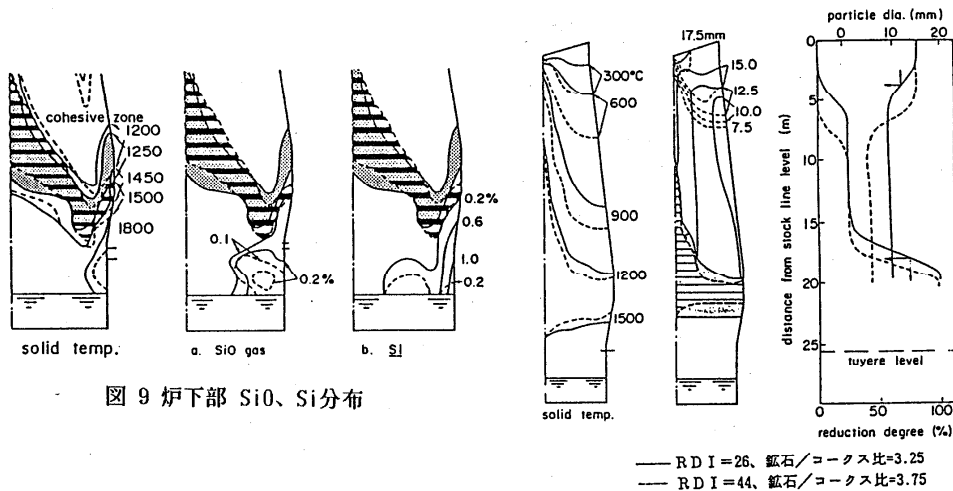 cohesive zone
1200
1250
1450
1500
1800
solid temp.
0.1
0.2%
a. SiO gas
0.2%
0.6
1.0
0.2
b. Si
図 9 炉下部 SiO、Si分布
300℃
600
900
1200
1500
solid temp.
17.5mm
15.0
12.5
10.0
7.5
particle dia. (mm)
0 10 20
0
5
10
15
20
25
distance from stock line level (m)
tuyere level
0 50 100
reduction degree (%)
RDI=26、鉱石/コークス比=3.25
RDI=44、鉱石/コークス比=3.75